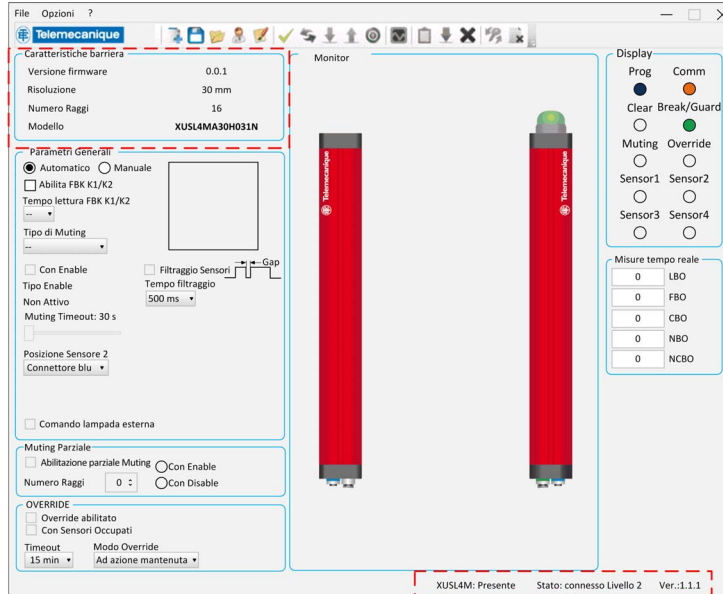 File Opzioni ?
Telemecanique
Caratteristiche barriera
Versione firmware 0.0.1
Risoluzione 30 mm
Numero Raggi 16
Modello XUSL4MA30H031N
Parametri Generali
Automatico Manuale
Abilita FBK K1/K2
Tempo lettura FBK K1/K2
--
Tipo di Muting
--
Con Enable
Filtraggio Sensori
Gap
Tipo Enable
Tempo filtraggio
Non Attivo
500 ms
Muting Timeout: 30 s
Posizione Sensore 2
Connettore blu
Comando lampada esterna
Muting Parziale
Abilitazione parziale Muting
Con Enable
Numero Raggi 0
Con Disable
OVERRIDE
Override abilitato
Con Sensori Occupati
Timeout Modo Override
15 min Ad azione mantenuta
Monitor
Telemecanique
Telemecanique
Display
Prog Comm
Clear Break/Guard
Muting Override
Sensor1 Sensor2
Sensor3 Sensor4
Misure tempo reale
0 LBO
0 FBO
0 CBO
0 NBO
0 NCBO
XUSL4M: Presente Stato: connesso Livello 2 Ver.:1.1.1